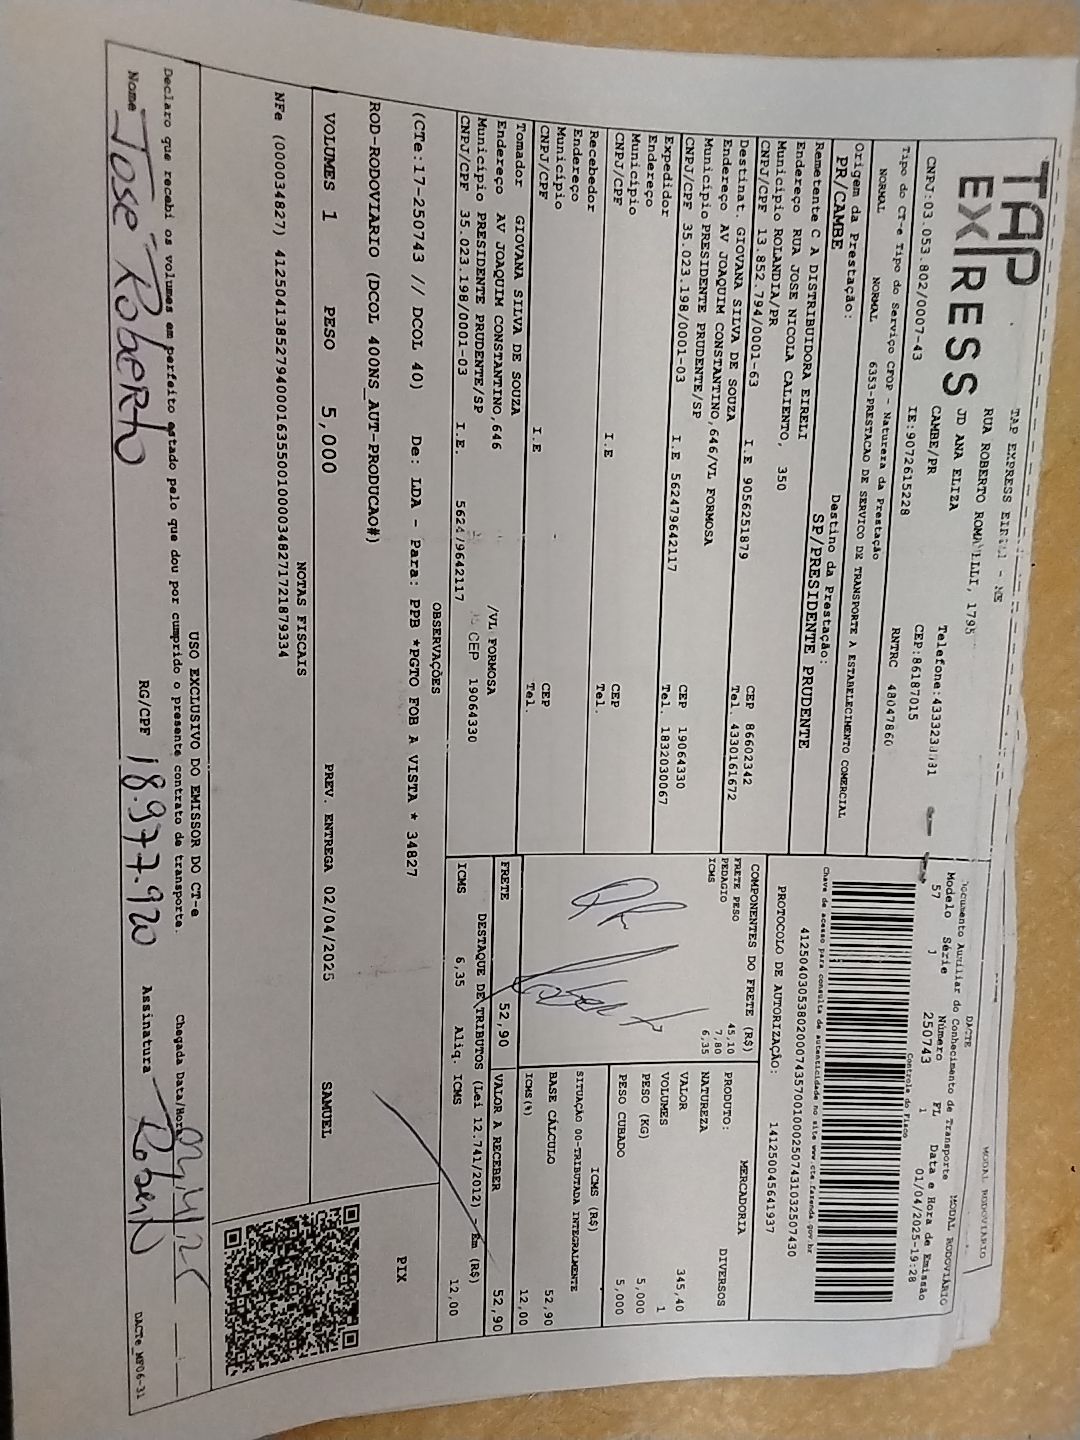 TAP
EXPRESS
TAP EXPRESS
RUA ROBERTO ROMANELLI, 1795
JD ANA ELIZA
CAMBE/PR
CEP:86187015
CNPJ:03.053.802/0007-43
IE:9072615228
RNTRC 48047860
DACTE
MODAL RODOVIARIO
Documento Auxiliar do Conhecimento de Transporte MODAL RODOVIÁRIO
Modelo Série Número FL Data e Hora de Emissão
57 1 250743 1 01/04/2025-19:28
Controle do Fisco
Chave de acesso para consulta de autenticidade no site www.cte.fazenda.gov.br
41250403053802000743570010002507431032507430
PROTOCOLO DE AUTORIZAÇÃO: 141250045641937
Tipo do CT-e Tipo do Serviço CFOP - Natureza da Prestação
NORMAL NORMAL 6353-PRESTACAO DE SERVICO DE TRANSPORTE A ESTABELECIMENTO COMERCIAL
Origem da Prestação: Destino da Prestação:
PR/CAMBE SP/PRESIDENTE PRUDENTE
Remetente C A DISTRIBUIDORA EIRELI
Endereço RUA JOSE NICOLA CALIENTO, 350
Município ROLANDIA/PR CEP 86602342
CNPJ/CPF 13.852.794/0001-63 I.E 9056251879 Tel. 4330161672
Destinat. GIOVANA SILVA DE SOUZA
Endereço AV JOAQUIM CONSTANTINO,646/VL FORMOSA
Município PRESIDENTE PRUDENTE/SP CEP 19064330
CNPJ/CPF 35.023.198/0001-03 I.E 562479642117 Tel. 1832030067
Expedidor
Endereço
Município CEP
CNPJ/CPF I.E Tel.
Recebedor
Endereço
Município CEP
CNPJ/CPF I.E Tel.
Tomador GIOVANA SILVA DE SOUZA
Endereço AV JOAQUIM CONSTANTINO,646 /VL FORMOSA
Município PRESIDENTE PRUDENTE/SP CEP 19064330
CNPJ/CPF 35.023.198/0001-03 I.E. 562479642117
COMPONENTES DO FRETE (R$)
FRETE PESO 45,10
PEDAGIO 7,80
ICMS 6,35
Roberto
MERCADORIA
PRODUTO: DIVERSOS
NATUREZA
VALOR 345,40
VOLUMES 1
PESO (KG) 5,000
PESO CUBADO 5,000
ICMS (R$)
SITUAÇÃO 00-TRIBUTADA INTEGRALMENTE
BASE CÁLCULO 52,90
ICMS(%) 12,00
FRETE 52,90 VALOR A RECEBER 52,90
DESTAQUE DE TRIBUTOS (Lei 12.741/2012) - Em (R$)
ICMS 6,35 Aliq. ICMS 12,00
OBSERVAÇÕES
(CTe:17-250743 // DCOL 40) De: LDA - Para: PPB *PGTO FOB A VISTA * 34827
ROD-RODOVIARIO (DCOL 400NS_AUT-PRODUCAO#)
PIX
VOLUMES 1 PESO 5,000 PREV. ENTREGA 02/04/2025 SAMUEL
NOTAS FISCAIS
NFe (000034827) 41250413852794000163550010000348271721879334
USO EXCLUSIVO DO EMISSOR DO CT-e
Declaro que recebi os volumes em perfeito estado pelo que dou por cumprido o presente contrato de transporte. Chegada Data/Hora
Nome José Roberto RG/CPF 18.977.920 Assinatura Roberto
DACTe_MF06-31